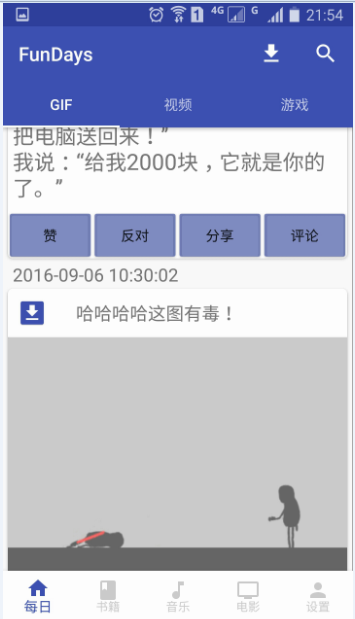 4G G 21:54
FunDays
GIF 视频 游戏
把电脑送回来！”
我说：“给我2000块，它就是你的
了。”
赞 反对 分享 评论
2016-09-06 10:30:02
哈哈哈哈这图有毒！
每日 书籍 音乐 电影 设置